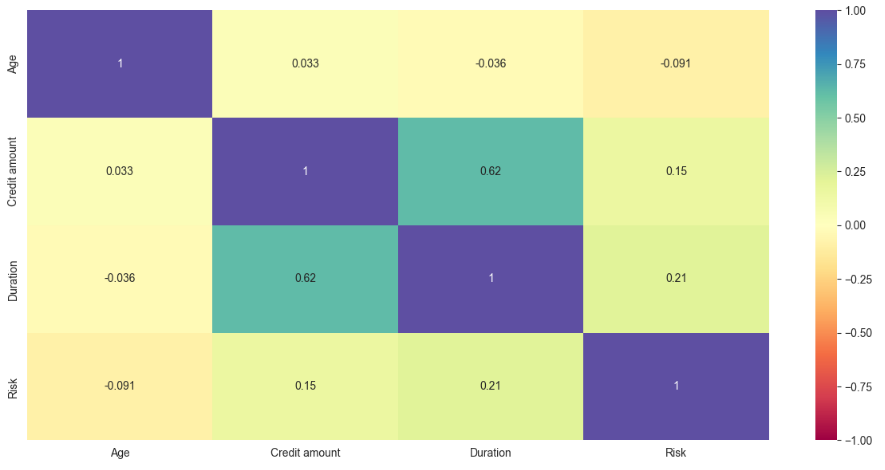 Age 1 0.033 -0.036 -0.091
Credit amount 0.033 1 0.62 0.15
Duration -0.036 0.62 1 0.21
Risk -0.091 0.15 0.21 1
Age Credit amount Duration Risk
1.00
0.75
0.50
0.25
0.00
−0.25
−0.50
−0.75
−1.00